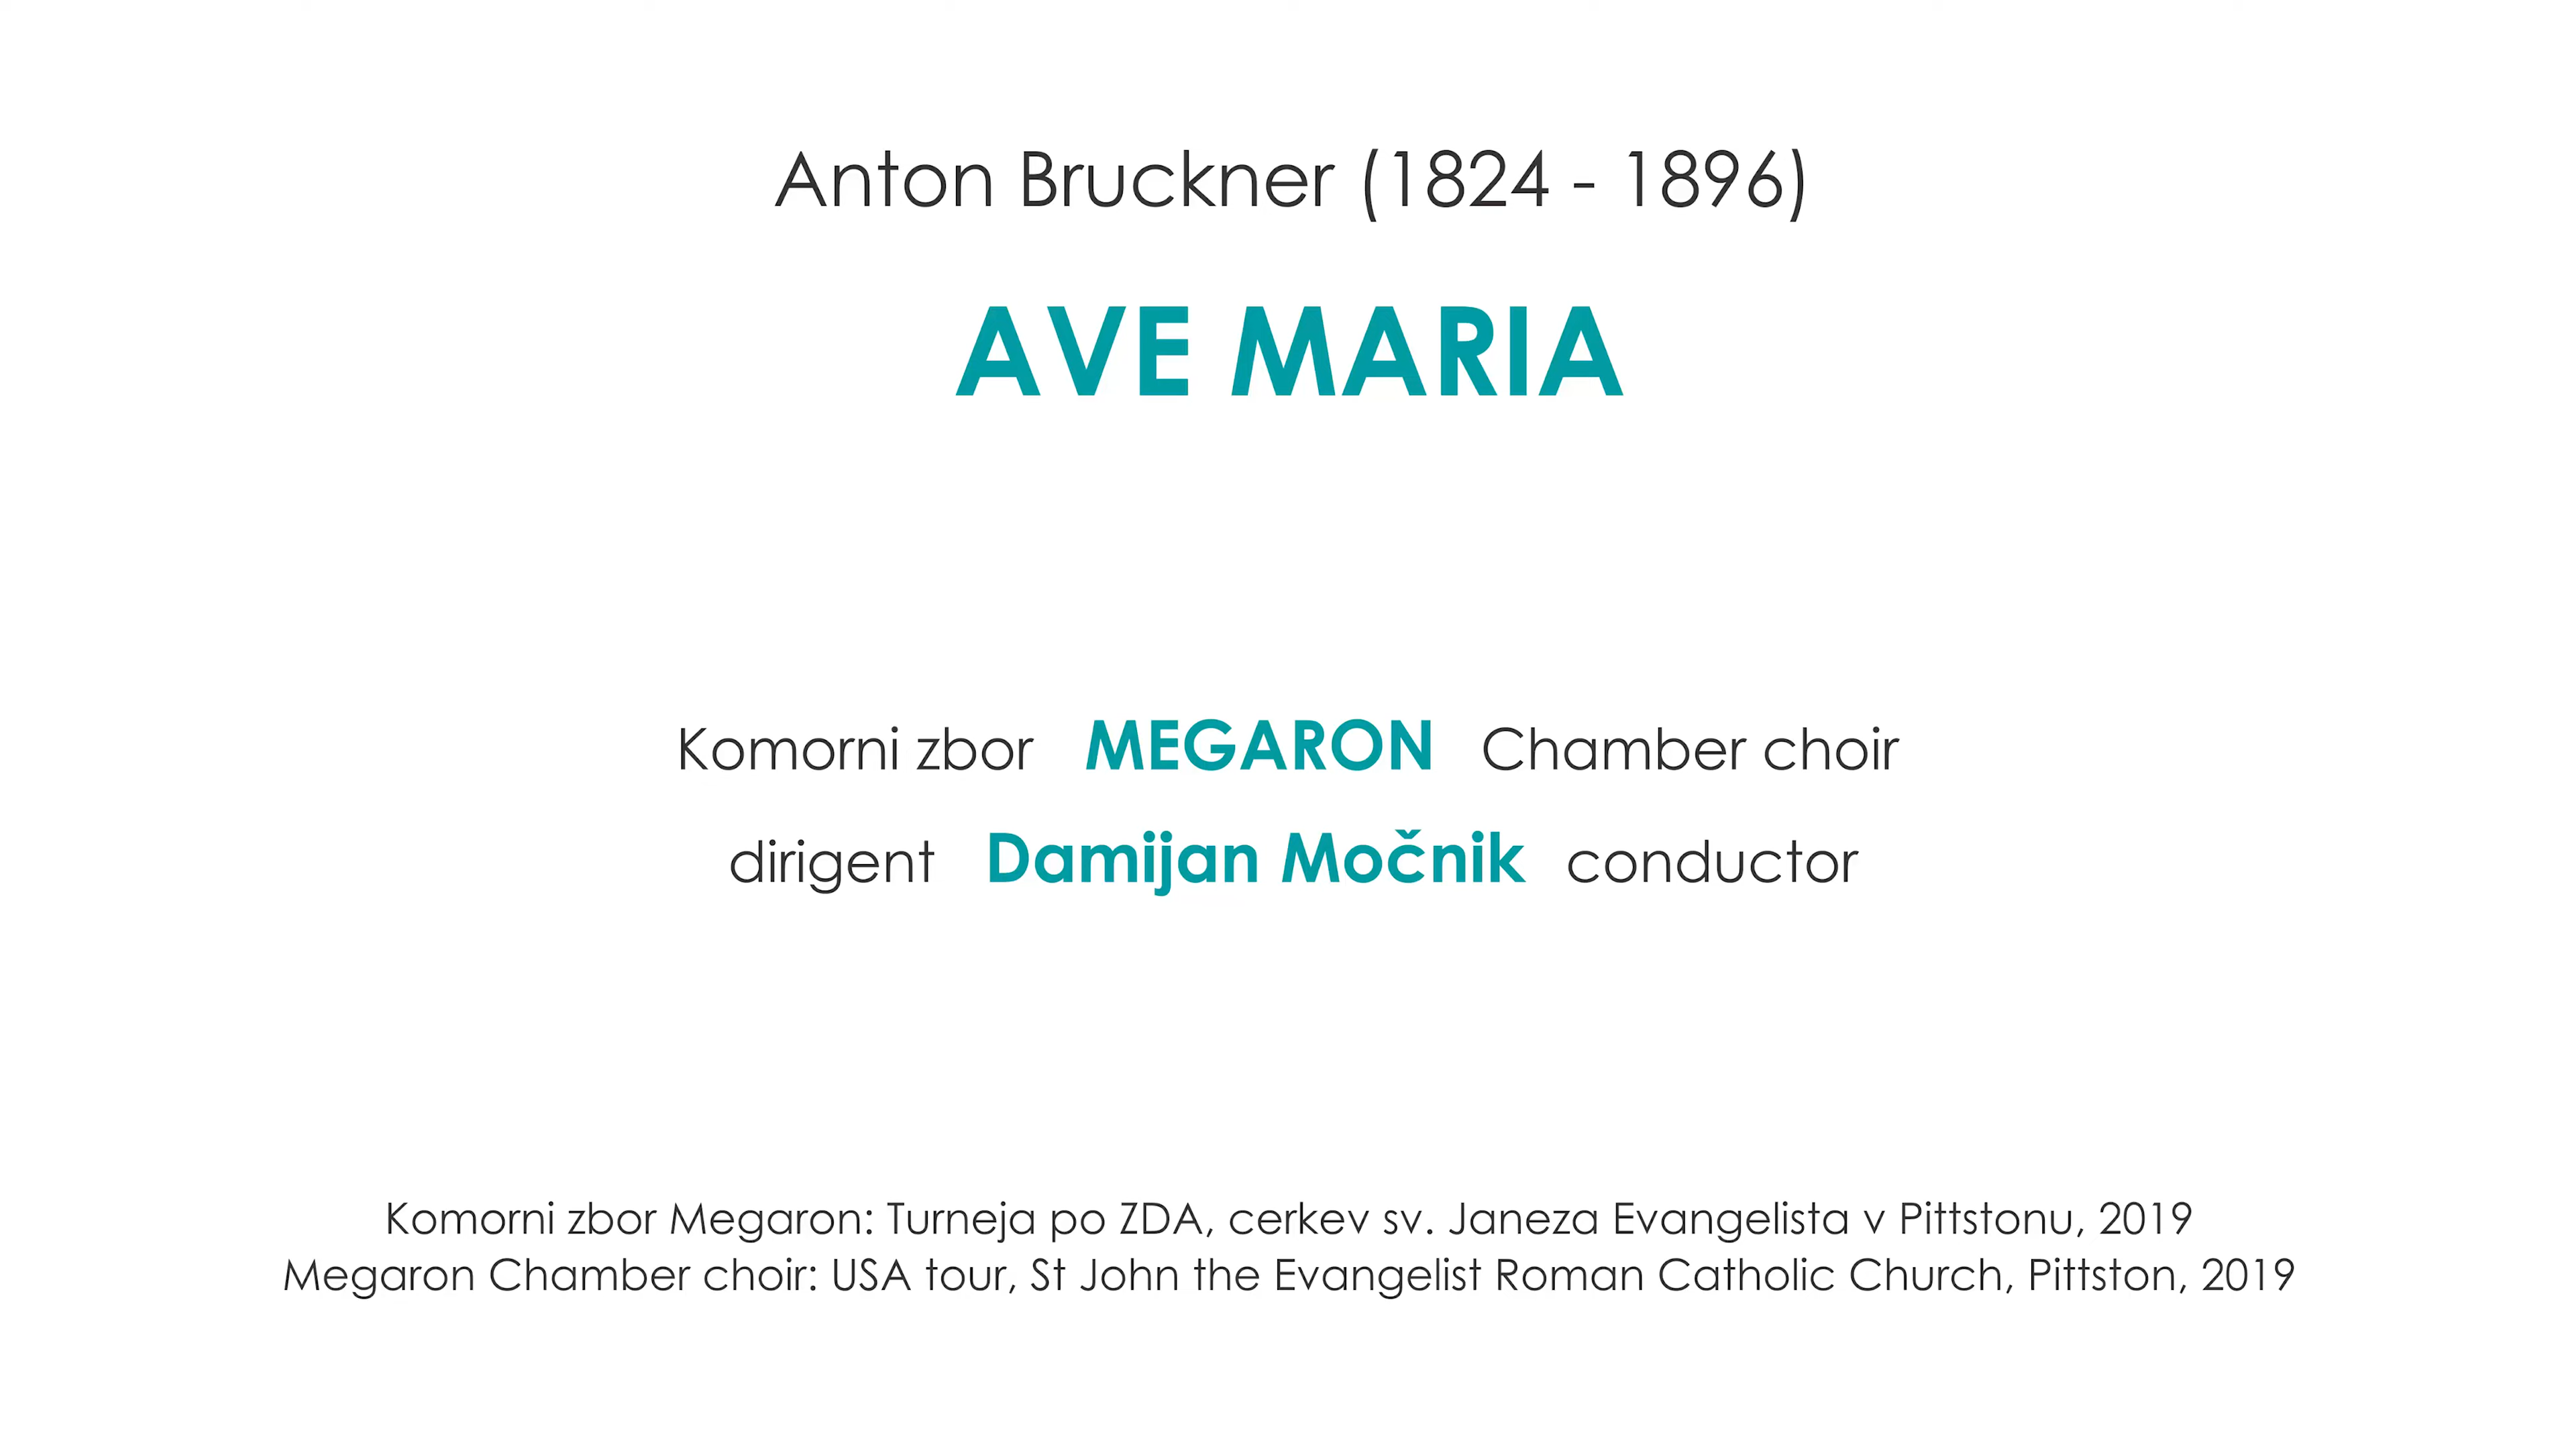 Anton Bruckner (1824 - 1896)
AVE MARIA
Komorni zbor MEGARON Chamber choir
dirigent Damijan Močnik conductor
Komorni zbor Megaron: Turneja po ZDA, cerkev sv. Janeza Evangelista v Pittstonu, 2019
Megaron Chamber choir: USA tour, St John the Evangelist Roman Catholic Church, Pittston, 2019